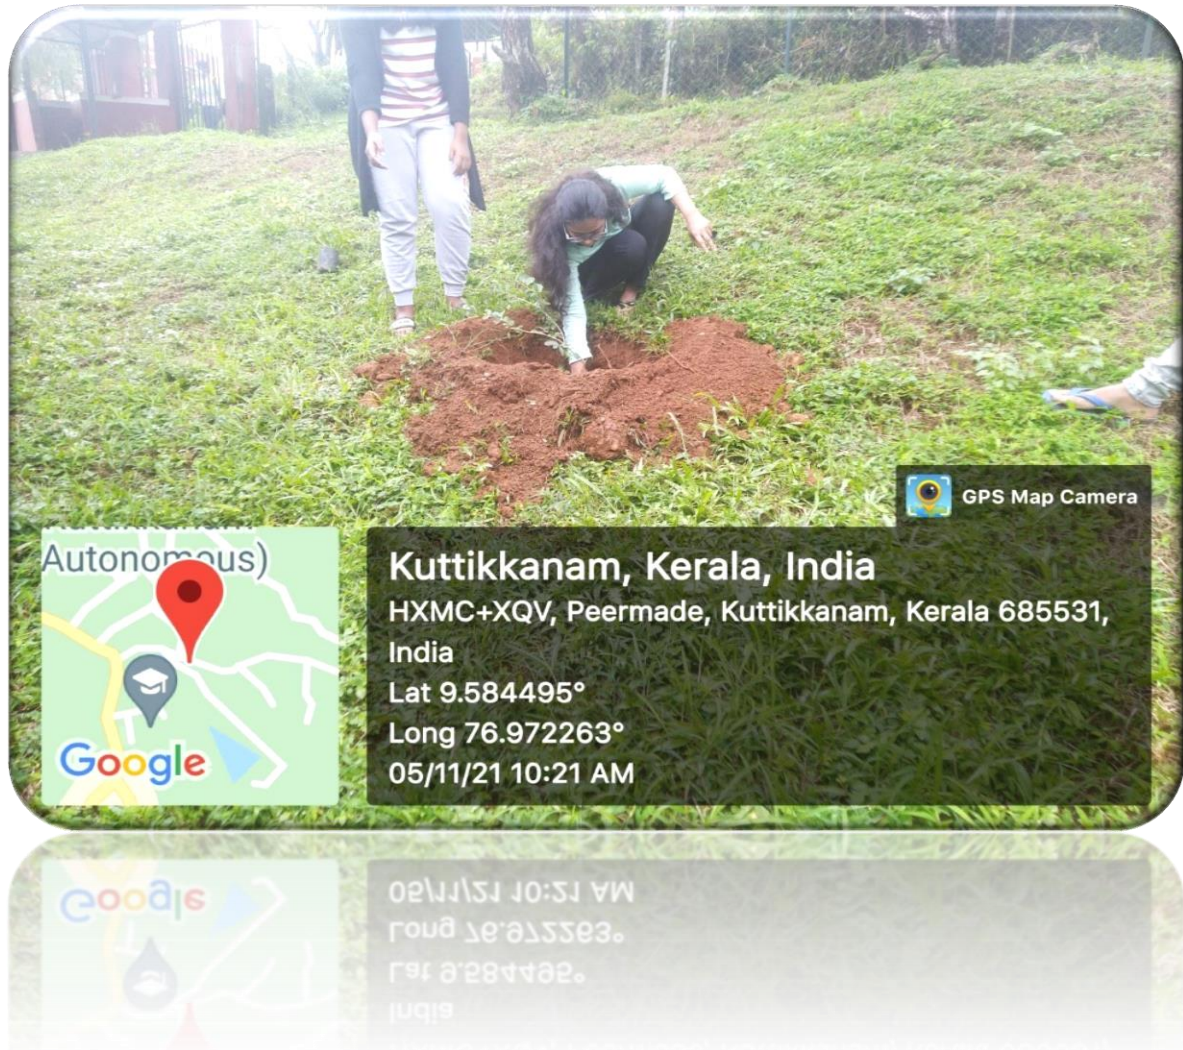 GPS Map Camera
Autonomous)
Google
Kuttikkanam, Kerala, India
HXMC+XQV, Peermade, Kuttikkanam, Kerala 685531,
India
Lat 9.584495°
Long 76.972263°
05/11/21 10:21 AM